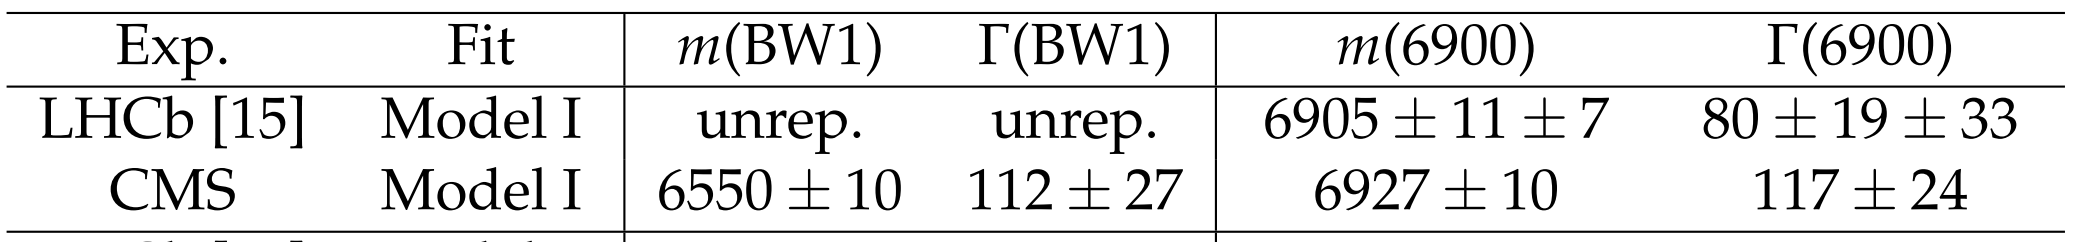 Exp. Fit m(BW1) Γ(BW1) m(6900) Γ(6900)
LHCb [15] Model I unrep. unrep. 6905 ± 11 ± 7 80 ± 19 ± 33
CMS Model I 6550 ± 10 112 ± 27 6927 ± 10 117 ± 24